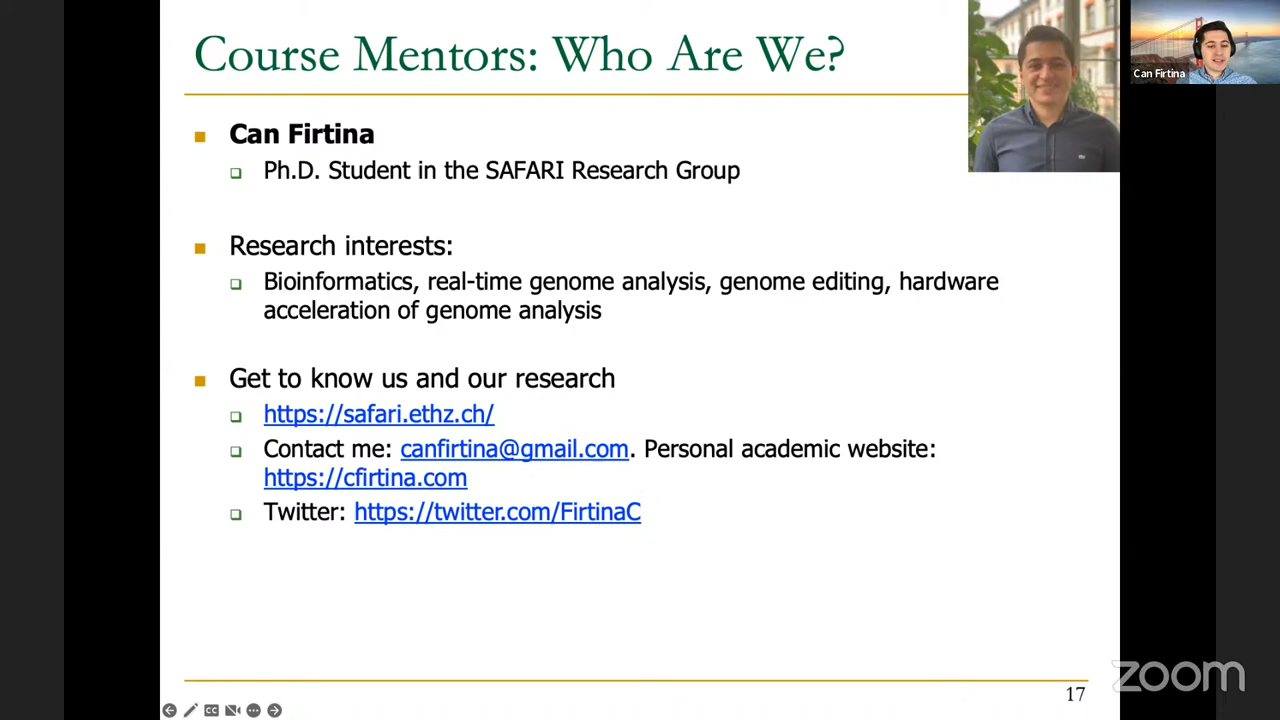 Course Mentors: Who Are We?
Can Firtina
Can Firtina
Ph.D. Student in the SAFARI Research Group
Research interests:
Bioinformatics, real-time genome analysis, genome editing, hardware
acceleration of genome analysis
Get to know us and our research
https://safari.ethz.ch/
Contact me: canfirtina@gmail.com. Personal academic website:
https://cfirtina.com
Twitter: https://twitter.com/FirtinaC
zoom
17